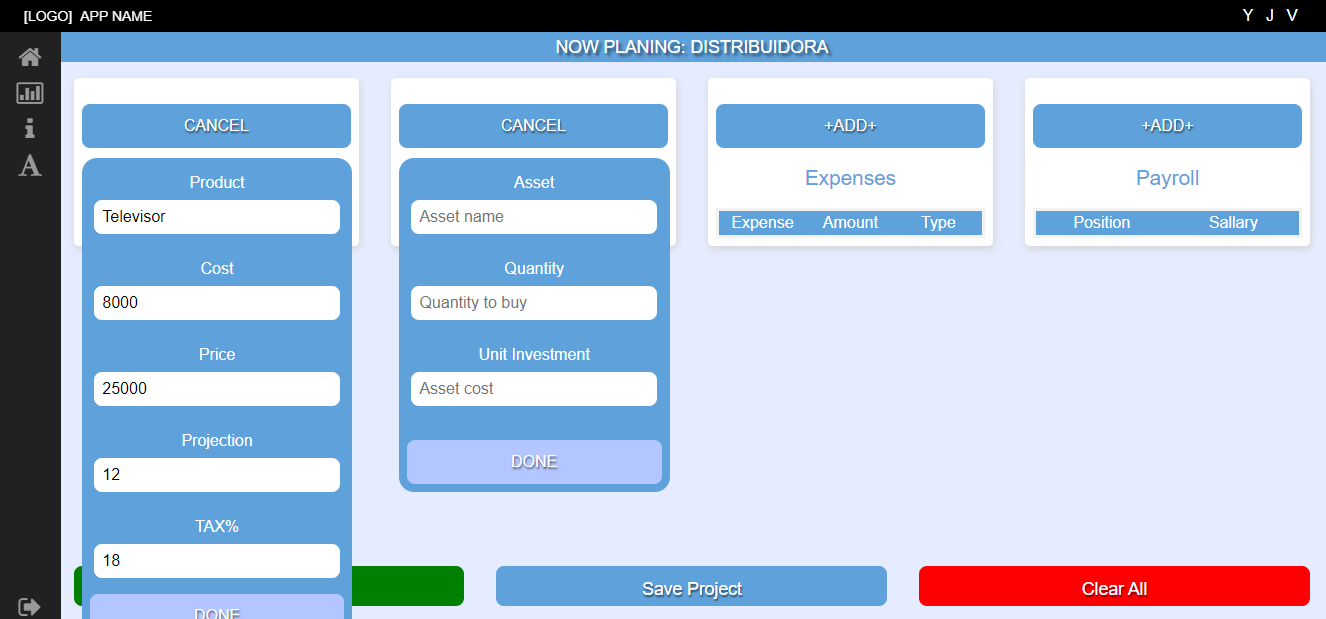 [LOGO] APP NAME
Y J V
NOW PLANING: DISTRIBUIDORA
CANCEL
Product
Televisor
Cost
8000
Price
25000
Projection
12
TAX%
18
DONE
CANCEL
Asset
Asset name
Quantity
Quantity to buy
Unit Investment
Asset cost
DONE
+ADD+
Expenses
Expense Amount Type
+ADD+
Payroll
Position Sallary
Save Project
Clear All